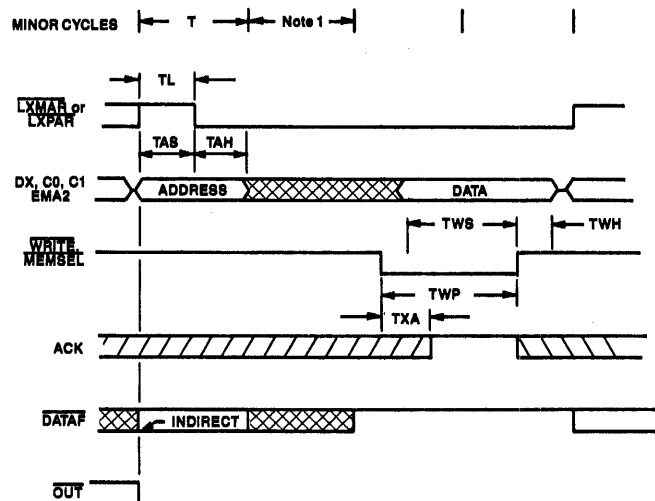 MINOR CYCLES T Note 1
TL
LXMAR or
LXPAR
TAS TAH
DX, C0, C1
EMA2
ADDRESS DATA
TWS TWH
WRITE,
MEMSEL
TWP
TXA
ACK
DATAF INDIRECT
OUT